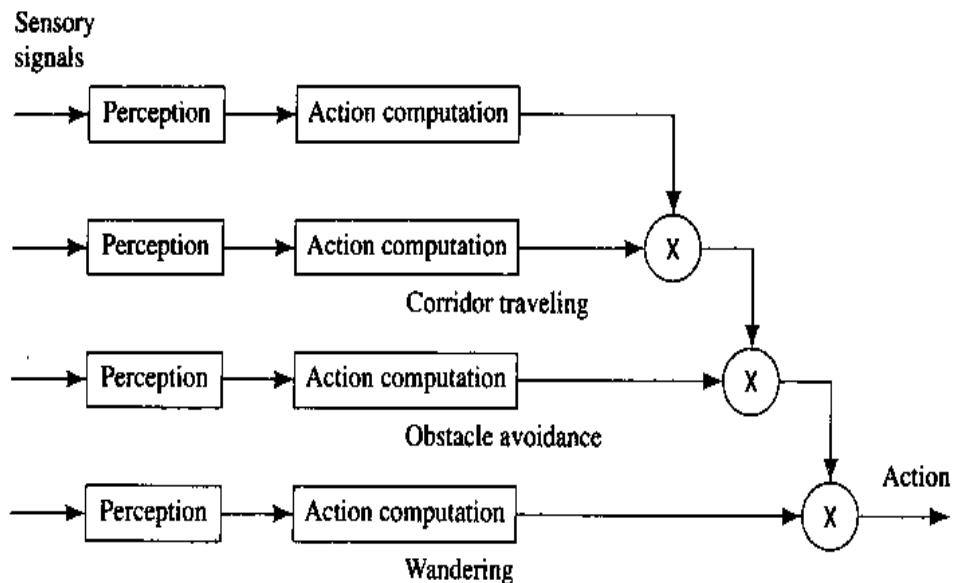 Sensory
signals
Perception
Action computation
Perception
Action computation
X
Corridor traveling
Perception
Action computation
X
Obstacle avoidance
Action
Perception
Action computation
X
Wandering